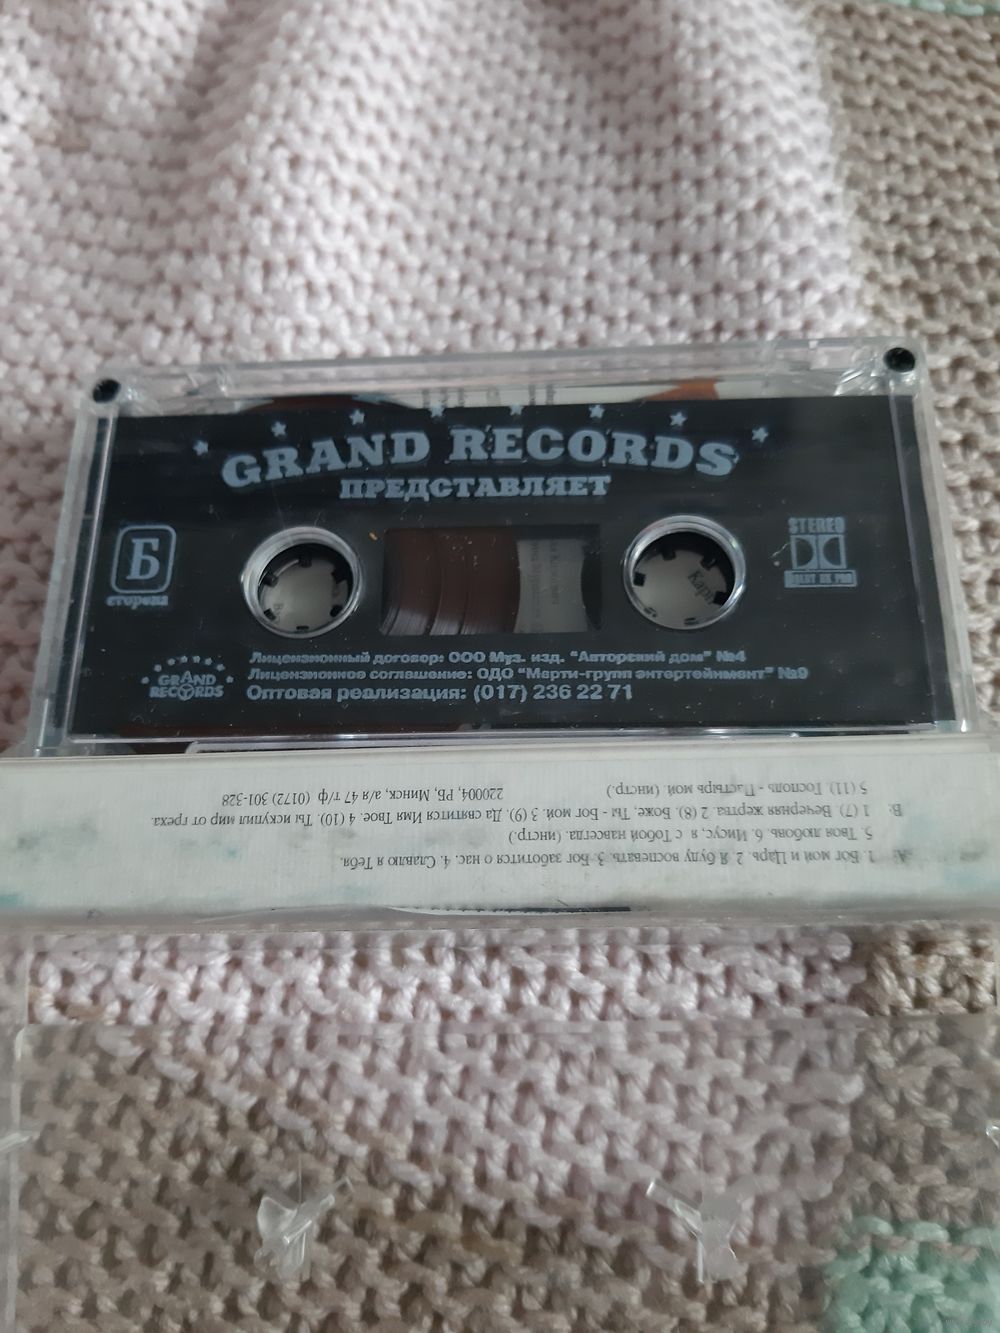 GRAND RECORDS
ПРЕДСТАВЛЯЕТ
Б
сторона
STEREO
GRAND
RECORDS
Лицензионный договор: ООО Муз. изд. "Авторский дом" №4
Лицензионное соглашение: ОДО "Марти-групп энтертейнмент" №9
Оптовая реализация: (017) 236 22 71
А: 1. Бог мой и Царь. 2. Я буду воспевать. 3. Бог заботится о нас. 4. Славлю я Тебя.
5. Твоя любовь. 6. Иисус, я с Тобой навсегда. (инстр.)
В: 1 (7). Вечерняя жертва. 2 (8). Боже, Ты - Бог мой. 3 (9). Да святится Имя Твое. 4 (10). Ты искупил мир от греха.
5 (11). Господь - Пастырь мой. (инстр.)
220004, РБ, Минск, а/я 47 т/ф (0172) 301-328